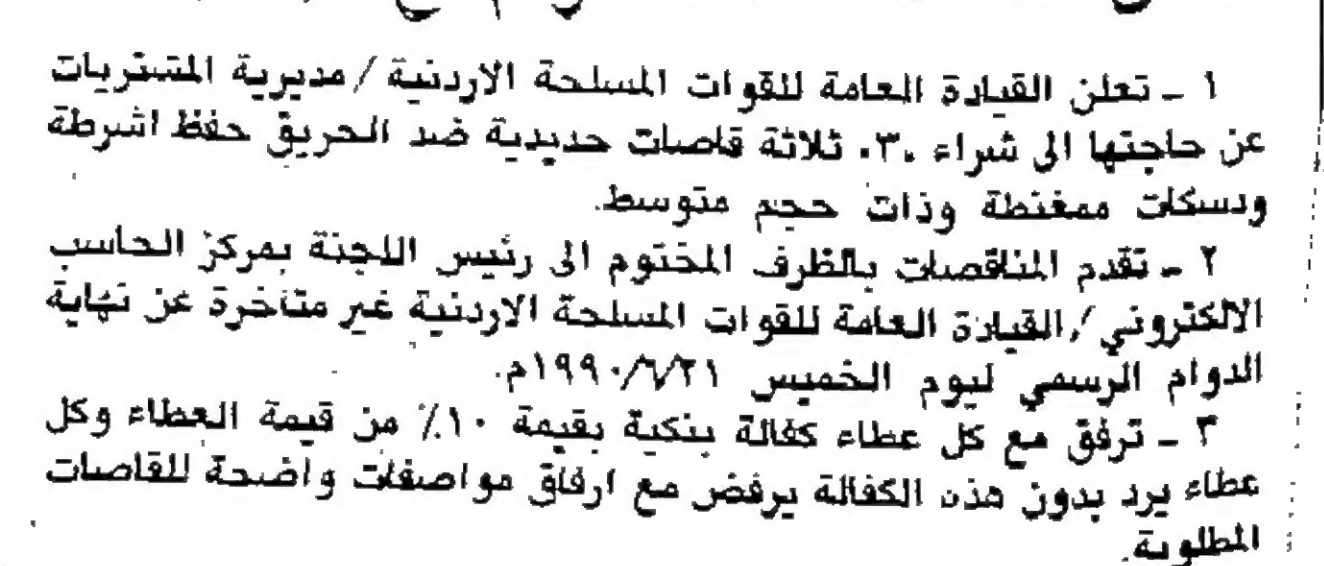 ١ ـ تعلن القيادة العامة للقوات المسلحة الاردنية / مديرية المشتريات
عن حاجتها الى شراء .٣. ثلاثة قاصات حديدية ضد الحريق حفظ اشرطة
ودسكات ممغنطة وذات حجم متوسط.
٢ ـ تقدم المناقصات بالظرف المختوم الى رئيس اللجنة بمركز الحاسب
الالكتروني / القيادة العامة للقوات المسلحة الاردنية غير متاخرة عن نهاية
الدوام الرسمي ليوم الخميس ١٩٩٠/٦/٢١م.
٣ ـ ترفق مع كل عطاء كفالة بنكية بقيمة ١٠٪ من قيمة العطاء وكل
عطاء يرد بدون هذه الكفالة يرفض مع ارفاق مواصفات واضحة للقاصات
المطلوبة.